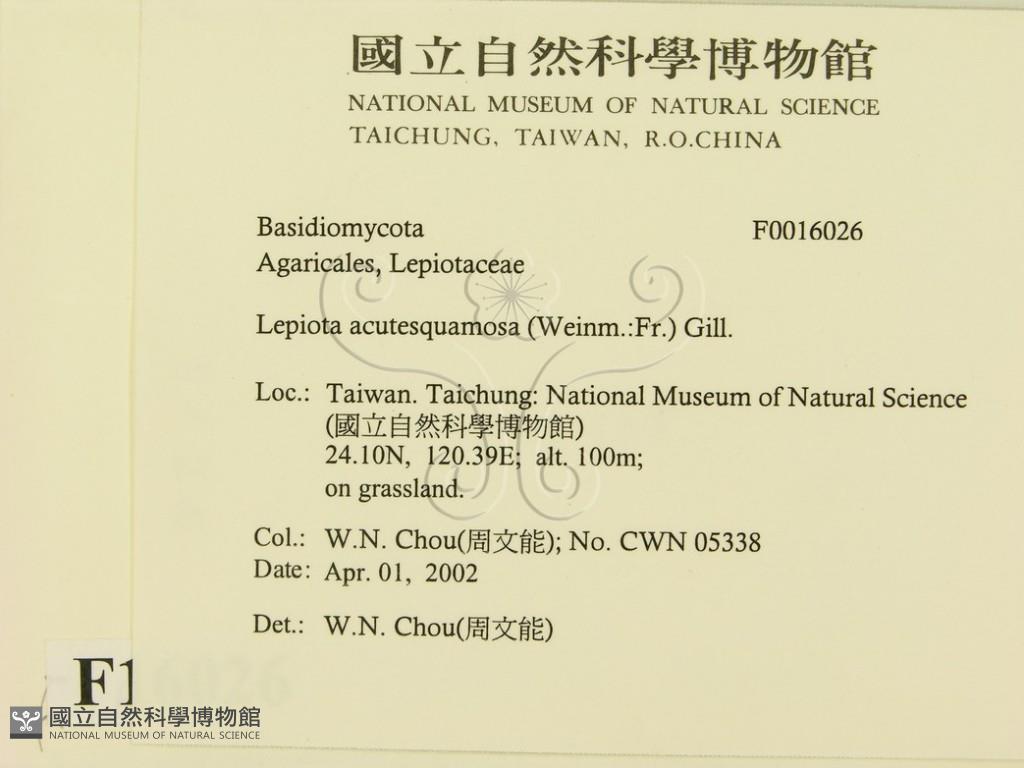 國立自然科學博物館
NATIONAL MUSEUM OF NATURAL SCIENCE
TAICHUNG, TAIWAN, R.O.CHINA
Basidiomycota F0016026
Agaricales, Lepiotaceae
Lepiota acutesquamosa (Weinm.:Fr.) Gill.
Loc.: Taiwan. Taichung: National Museum of Natural Science
(國立自然科學博物館)
24.10N, 120.39E; alt. 100m;
on grassland.
Col.: W.N. Chou(周文能); No. CWN 05338
Date: Apr. 01, 2002
Det.: W.N. Chou(周文能)
F1 6026
國立自然科學博物館
NATIONAL MUSEUM OF NATURAL SCIENCE